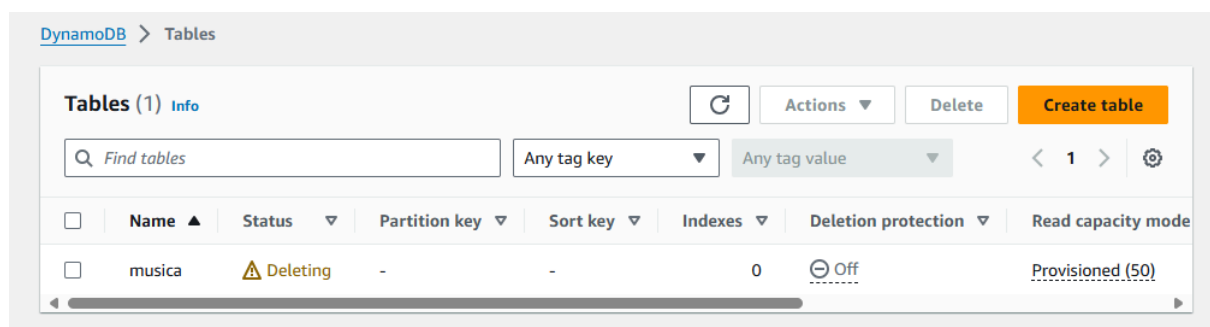 DynamoDB > Tables
Tables (1) Info Actions Delete Create table
Find tables Any tag key Any tag value < 1 >
Name Status Partition key Sort key Indexes Deletion protection Read capacity mode
musica Deleting - - 0 Off Provisioned (50)